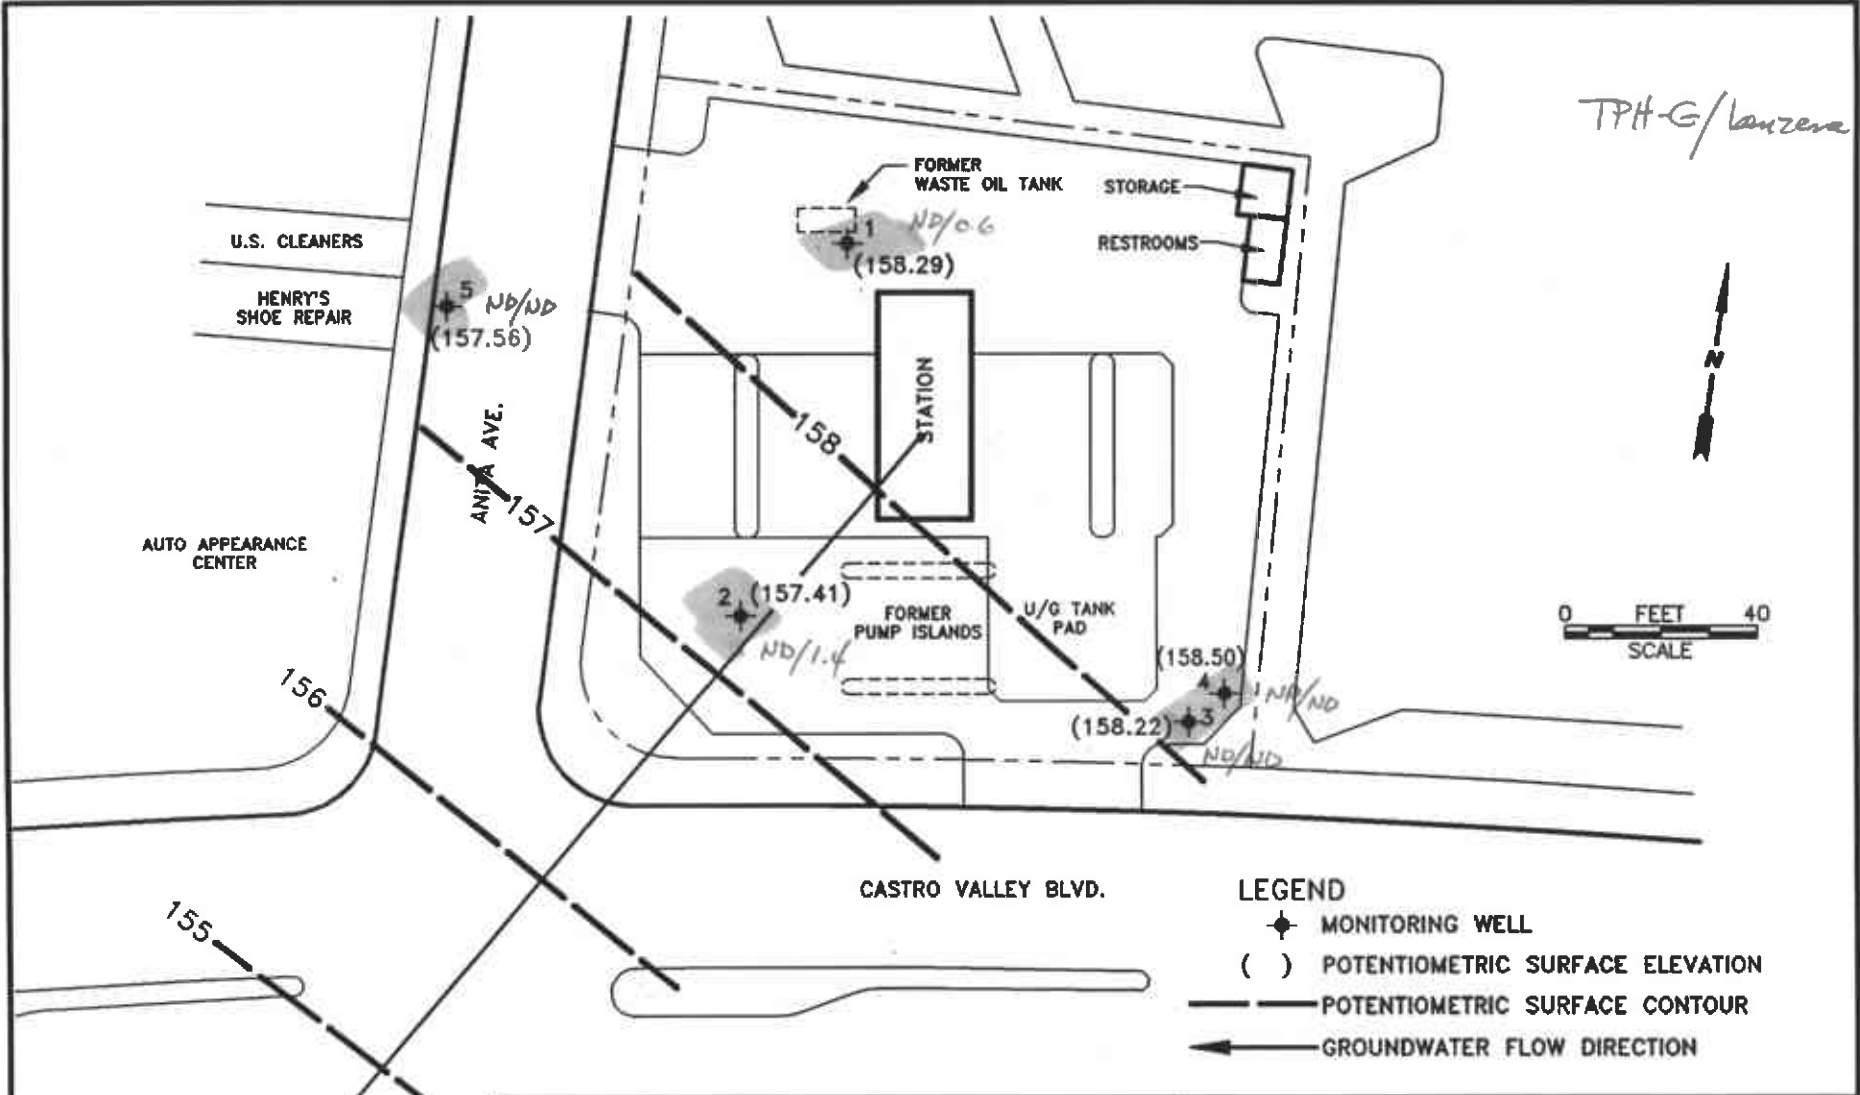 TPH-G/benzene
FORMER
WASTE OIL TANK
STORAGE
RESTROOMS
1
ND/0.6
(158.29)
U.S. CLEANERS
HENRY'S
SHOE REPAIR
5
ND/ND
(157.56)
N
STATION
158
ANITA AVE.
157
AUTO APPEARANCE
CENTER
2
(157.41)
ND/1.4
FORMER
PUMP ISLANDS
U/G TANK
PAD
0 FEET 40
SCALE
(158.50)
4
ND/ND
(158.22)
3
ND/ND
156
155
CASTRO VALLEY BLVD.
LEGEND
MONITORING WELL
( ) POTENTIOMETRIC SURFACE ELEVATION
POTENTIOMETRIC SURFACE CONTOUR
GROUNDWATER FLOW DIRECTION